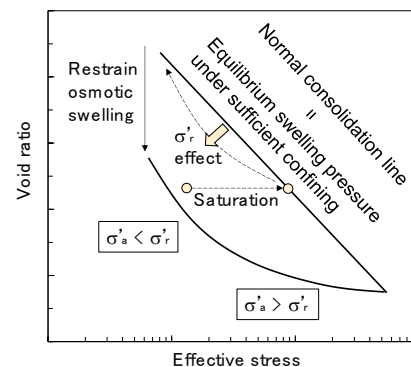 Normal consolidation line
=
Equilibrium swelling pressure
under sufficient confining
Restrain
osmotic
swelling
σ'r
effect
Saturation
σ'a < σ'r
σ'a > σ'r
Void ratio
Effective stress